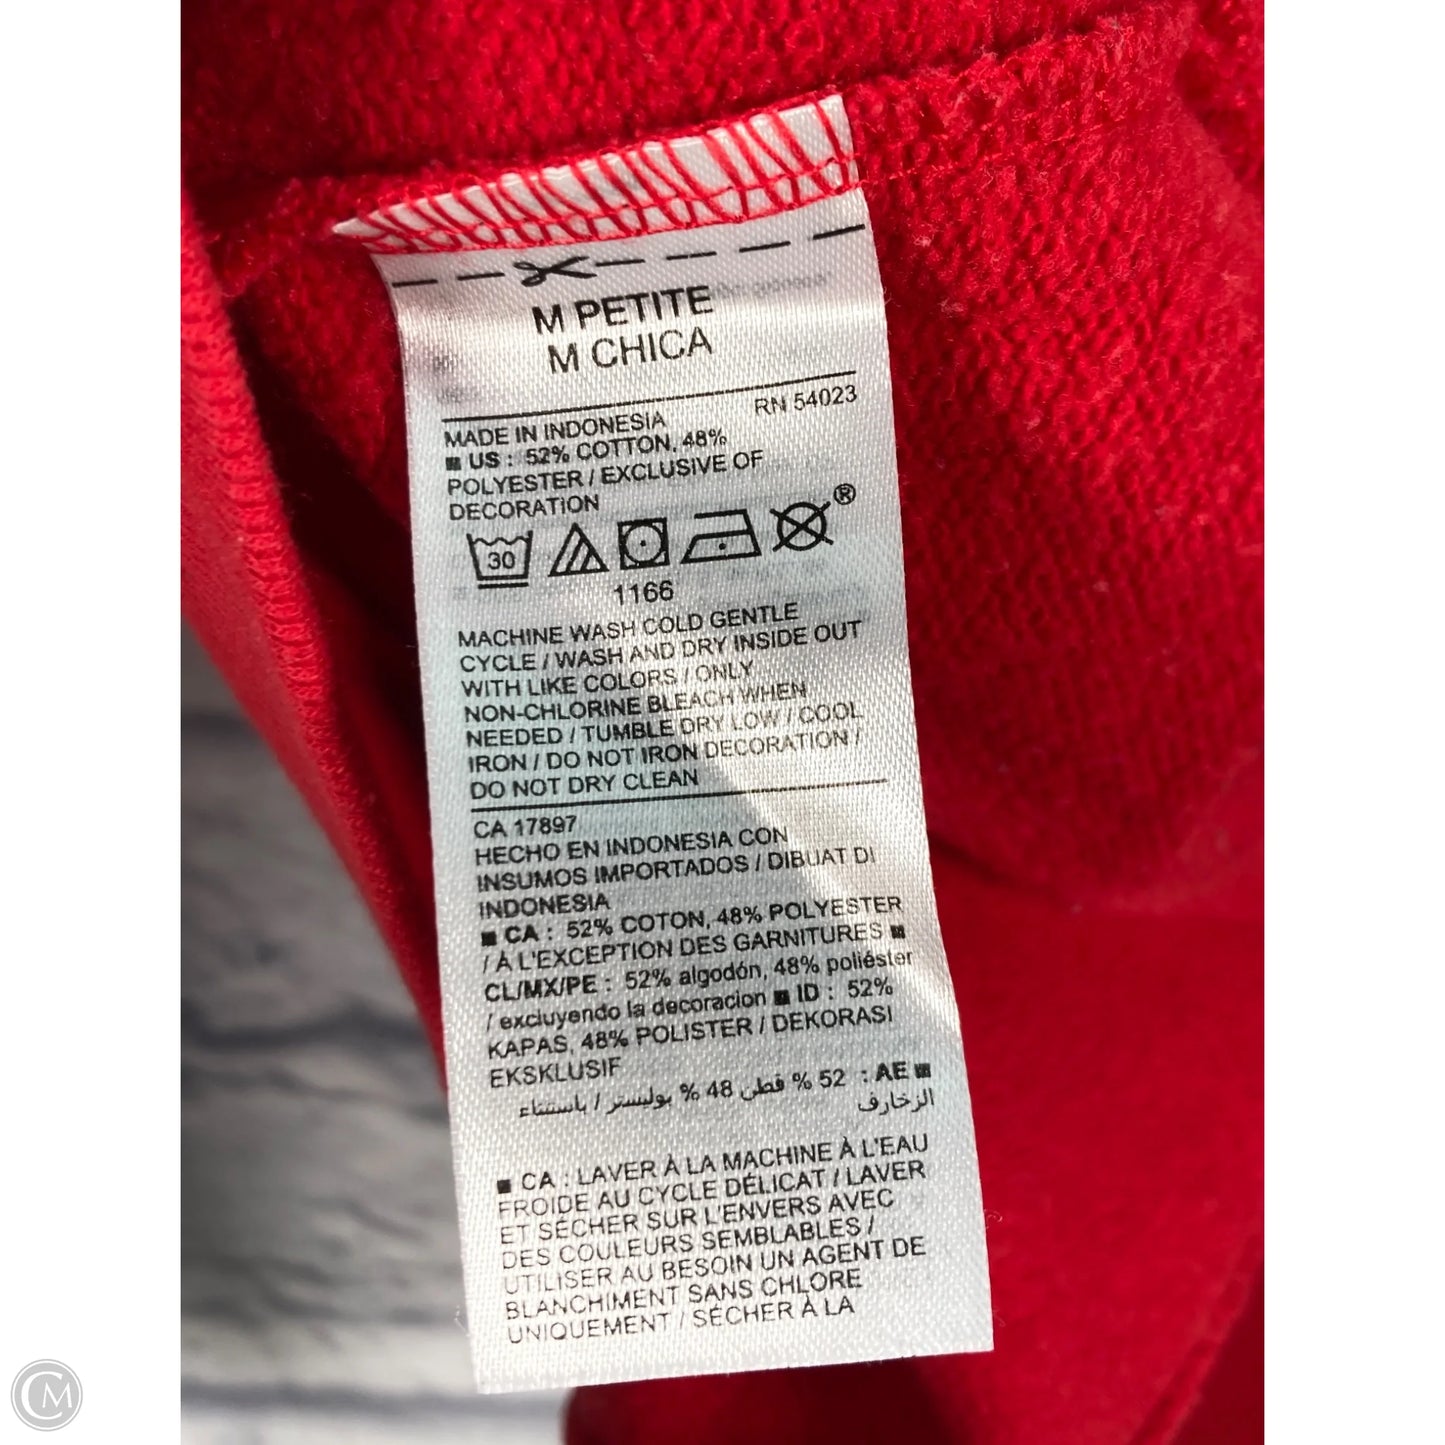 M PETITE
M CHICA
RN 54023
MADE IN INDONESIA
■ US : 52% COTTON, 48%
POLYESTER / EXCLUSIVE OF
DECORATION
30
®
1166
MACHINE WASH COLD GENTLE
CYCLE / WASH AND DRY INSIDE OUT
WITH LIKE COLORS / ONLY
NON-CHLORINE BLEACH WHEN
NEEDED / TUMBLE DRY LOW / COOL
IRON / DO NOT IRON DECORATION /
DO NOT DRY CLEAN
CA 17897
HECHO EN INDONESIA CON
INSUMOS IMPORTADOS / DIBUAT DI
INDONESIA
■ CA : 52% COTON, 48% POLYESTER
/ À L'EXCEPTION DES GARNITURES ■
CL/MX/PE : 52% algodón, 48% poliéster
/ excluyendo la decoracion ■ ID : 52%
KAPAS, 48% POLISTER / DEKORASI
EKSKLUSIF
■ AE : 52 % قطن 48 % بوليستر / باستثناء
الزخارف
■ CA : LAVER À LA MACHINE À L'EAU
FROIDE AU CYCLE DÉLICAT / LAVER
ET SÉCHER SUR L'ENVERS AVEC
DES COULEURS SEMBLABLES /
UTILISER AU BESOIN UN AGENT DE
BLANCHIMENT SANS CHLORE
UNIQUEMENT / SÉCHER À LA
CM